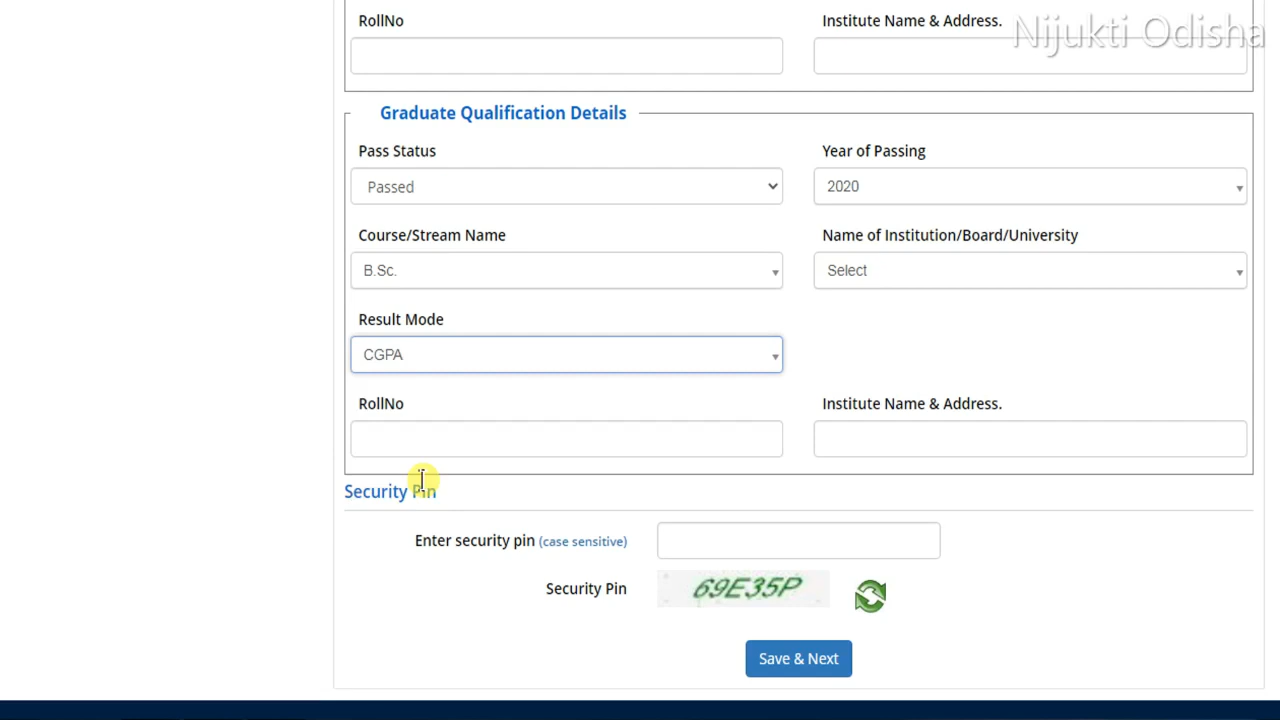 RollNo
Institute Name & Address.
Nijukti Odisha
Graduate Qualification Details
Pass Status
Year of Passing
Passed
2020
Course/Stream Name
Name of Institution/Board/University
B.Sc.
Select
Result Mode
CGPA
RollNo
Institute Name & Address.
Security Pin
Enter security pin (case sensitive)
Security Pin
69E35P
Save & Next